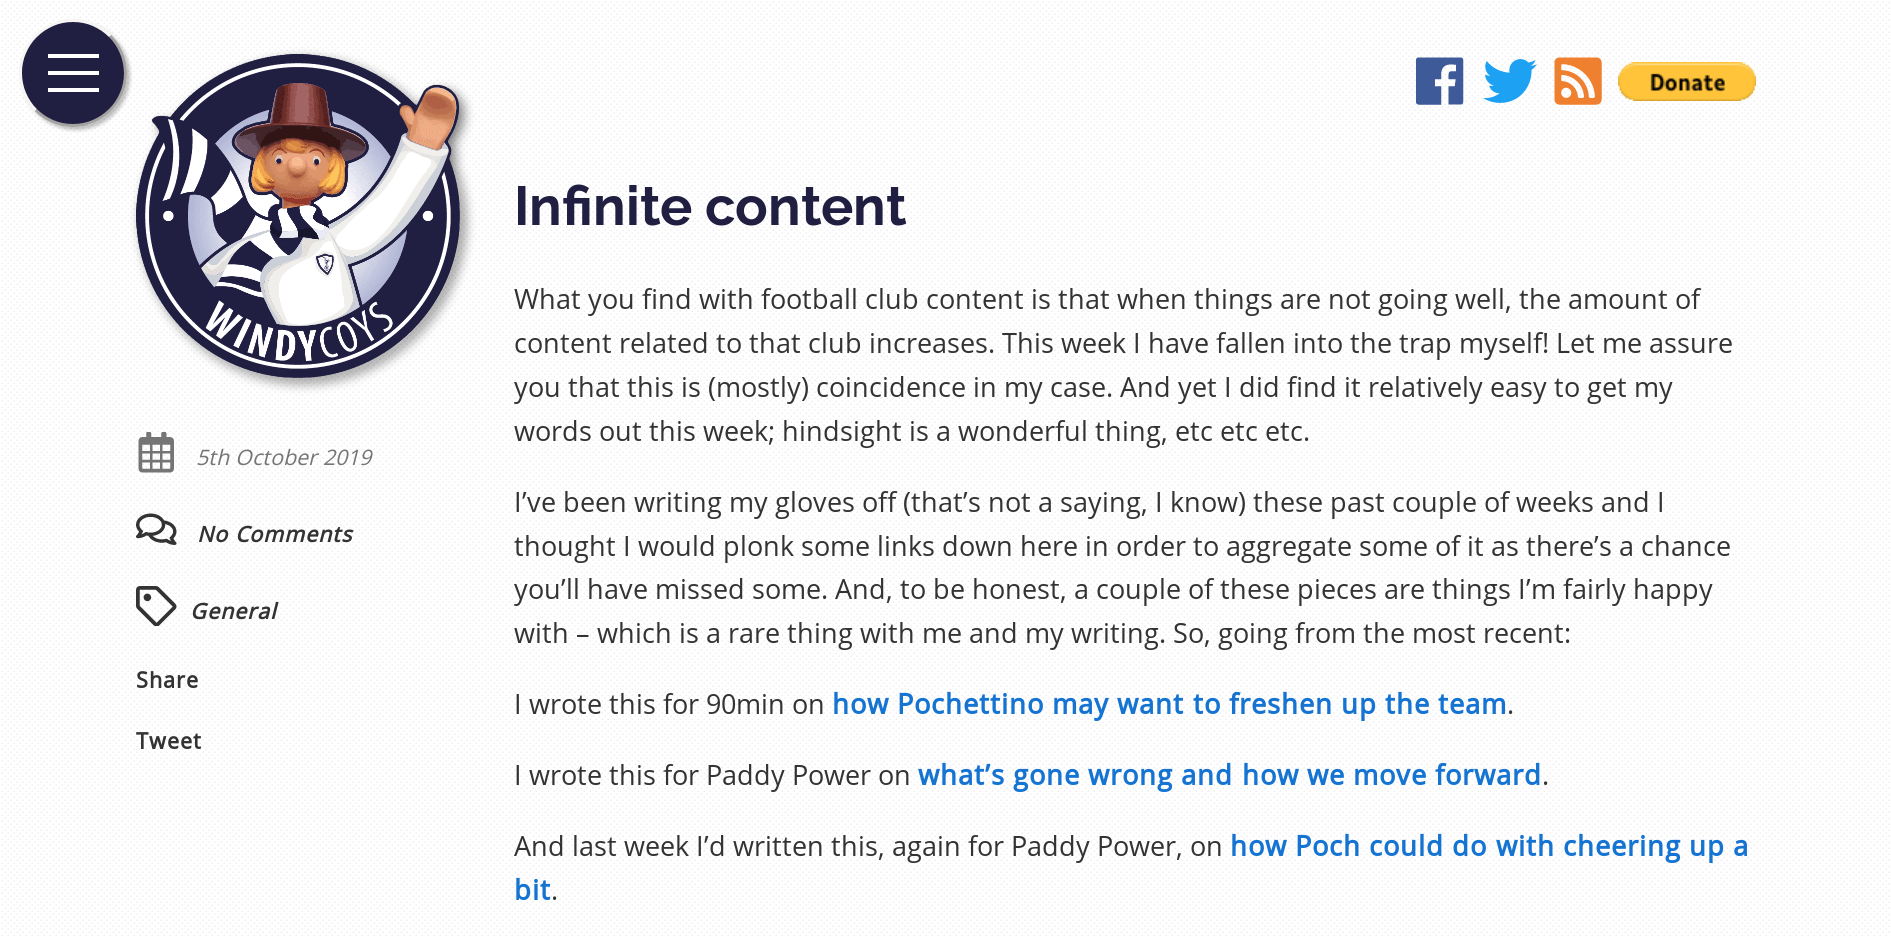 Donate
WINDYCOYS
Infinite content
What you find with football club content is that when things are not going well, the amount of
content related to that club increases. This week I have fallen into the trap myself! Let me assure
you that this is (mostly) coincidence in my case. And yet I did find it relatively easy to get my
words out this week; hindsight is a wonderful thing, etc etc etc.
5th October 2019
No Comments
General
Share
Tweet
I’ve been writing my gloves off (that’s not a saying, I know) these past couple of weeks and I
thought I would plonk some links down here in order to aggregate some of it as there’s a chance
you’ll have missed some. And, to be honest, a couple of these pieces are things I’m fairly happy
with – which is a rare thing with me and my writing. So, going from the most recent:
I wrote this for 90min on how Pochettino may want to freshen up the team.
I wrote this for Paddy Power on what’s gone wrong and how we move forward.
And last week I’d written this, again for Paddy Power, on how Poch could do with cheering up a
bit.